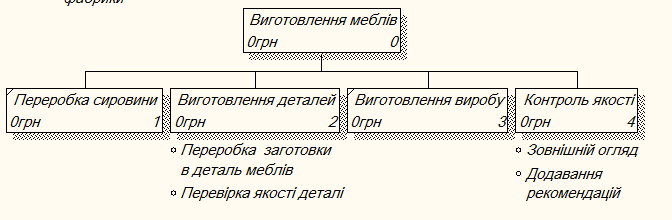 фабрики
Виготовлення меблів
0грн 0
Переробка сировини
0грн 1
Виготовлення деталей
0грн 2
Виготовлення виробу
0грн 3
Контроль якості
0грн 4
Переробка заготовки
в деталь меблів
Перевірка якості деталі
Зовнішній огляд
Додавання
рекомендацій